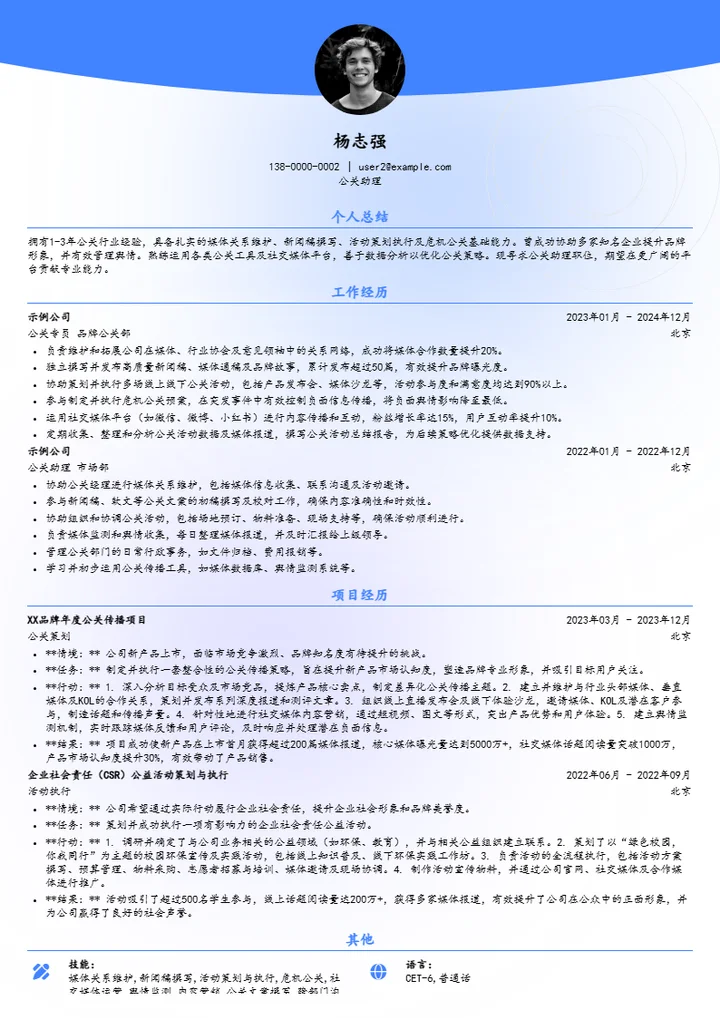 杨志强
138-0000-0002 | user2@example.com
公关助理
个人总结
拥有1-3年公关行业经验，具备扎实的媒体关系维护、新闻稿撰写、活动策划执行及危机公关基础能力。曾成功协助多家知名企业提升品牌
形象，并有效管理舆情。熟练运用各类公关工具及社交媒体平台，善于数据分析以优化公关策略。现寻求公关助理职位，期望在更广阔的平
台贡献专业能力。
工作经历
示例公司 2023年01月 - 2024年12月
公关专员 品牌公关部 北京
• 负责维护和拓展公司在媒体、行业协会及意见领袖中的关系网络，成功将媒体合作数量提升20%。
• 独立撰写并发布高质量新闻稿、媒体通稿及品牌故事，累计发布超过50篇，有效提升品牌曝光度。
• 协助策划并执行多场线上线下公关活动，包括产品发布会、媒体沙龙等，活动参与度和满意度均达到90%以上。
• 参与制定并执行危机公关预案，在突发事件中有效控制负面信息传播，将负面舆情影响降至最低。
• 运用社交媒体平台（如微信、微博、小红书）进行内容传播和互动，粉丝增长率达15%，用户互动率提升10%。
• 定期收集、整理和分析公关活动数据及媒体报道，撰写公关活动总结报告，为后续策略优化提供数据支持。
示例公司 2022年01月 - 2022年12月
公关助理 市场部 北京
• 协助公关经理进行媒体关系维护，包括媒体信息收集、联系沟通及活动邀请。
• 参与新闻稿、软文等公关文案的初稿撰写及校对工作，确保内容准确性和时效性。
• 协助组织和协调公关活动，包括场地预订、物料准备、现场支持等，确保活动顺利进行。
• 负责媒体监测和舆情收集，每日整理媒体报道，并及时汇报给上级领导。
• 管理公关部门的日常行政事务，如文件归档、费用报销等。
• 学习并初步运用公关传播工具，如媒体数据库、舆情监测系统等。
项目经历
XX品牌年度公关传播项目 2023年03月 - 2023年12月
公关策划 北京
• **情境：** 公司新产品上市，面临市场竞争激烈、品牌知名度有待提升的挑战。
• **任务：** 制定并执行一套整合性的公关传播策略，旨在提升新产品市场认知度，塑造品牌专业形象，并吸引目标用户关注。
• **行动：** 1. 深入分析目标受众及市场竞品，提炼产品核心卖点，制定差异化公关传播主题。2. 建立并维护与行业头部媒体、垂直
媒体及KOL的合作关系，策划并发布系列深度报道和测评文章。3. 组织线上直播发布会及线下体验沙龙，邀请媒体、KOL及潜在客户参
与，制造话题和传播声量。4. 针对性地进行社交媒体内容营销，通过短视频、图文等形式，突出产品优势和用户体验。5. 建立舆情监
测机制，实时跟踪媒体反馈和用户评论，及时响应并处理潜在负面信息。
• **结果：** 项目成功使新产品在上市首月获得超过200篇媒体报道，核心媒体曝光量达到5000万+，社交媒体话题阅读量突破1000万，
产品市场认知度提升30%，有效带动了产品销售。
企业社会责任（CSR）公益活动策划与执行 2022年06月 - 2022年09月
活动执行 北京
• **情境：** 公司希望通过实际行动履行企业社会责任，提升企业社会形象和品牌美誉度。
• **任务：** 策划并成功执行一项有影响力的企业社会责任公益活动。
• **行动：** 1. 调研并确定了与公司业务相关的公益领域（如环保、教育），并与相关公益组织建立联系。2. 策划了以“绿色校园，
你我同行”为主题的校园环保宣传及实践活动，包括线上知识普及、线下环保实践工作坊。3. 负责活动的全流程执行，包括活动方案
撰写、预算管理、物料采购、志愿者招募与培训、媒体邀请及现场协调。4. 制作活动宣传物料，并通过公司官网、社交媒体及合作媒
体进行推广。
• **结果：** 活动吸引了超过500名学生参与，线上话题阅读量达200万+，获得多家媒体报道，有效提升了公司在公众中的正面形象，并
为公司赢得了良好的社会声誉。
其他
技能： 语言：
媒体关系维护,新闻稿撰写,活动策划与执行,危机公关,社 CET-6,普通话
交媒体运营,舆情监测,内容营销,公关文案撰写,跨部门沟